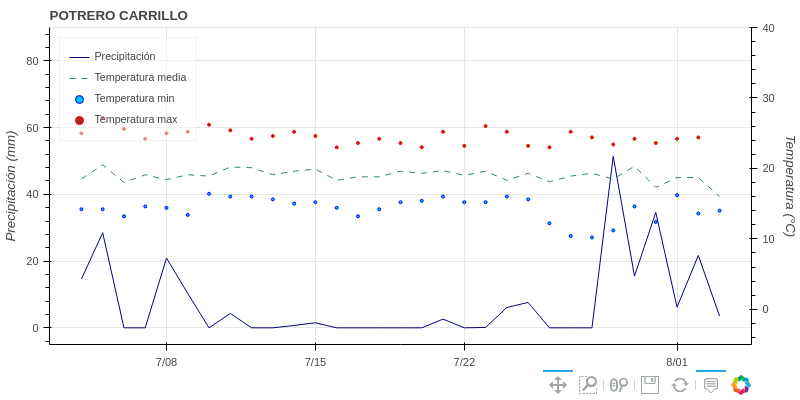 POTRERO CARRILLO
Precipitación
Temperatura media
Temperatura min
Temperatura max
Precipitación (mm)
80
60
40
20
0
40
30
20
10
0
Temperatura (°C)
7/08
7/15
7/22
8/01